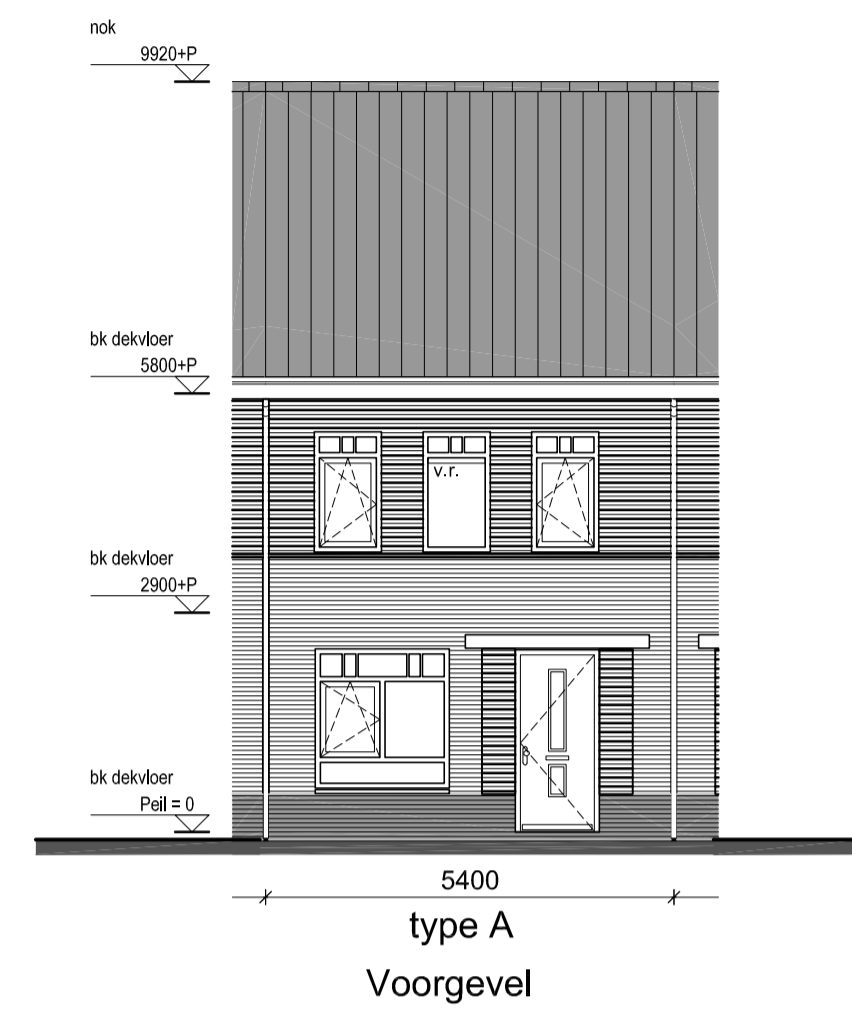 nok
9920+P
bk dekvloer
5800+P
v.r.
bk dekvloer
2900+P
bk dekvloer
Peil = 0
5400
type A
Voorgevel